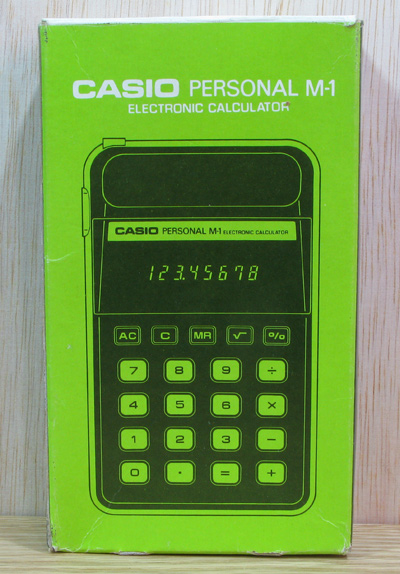 CASIO PERSONAL M-1
ELECTRONIC CALCULATOR
CASIO PERSONAL M-1 ELECTRONIC CALCULATOR
123.45678
AC C MR √ %
7 8 9 ÷
4 5 6 ×
1 2 3 −
0 · = +